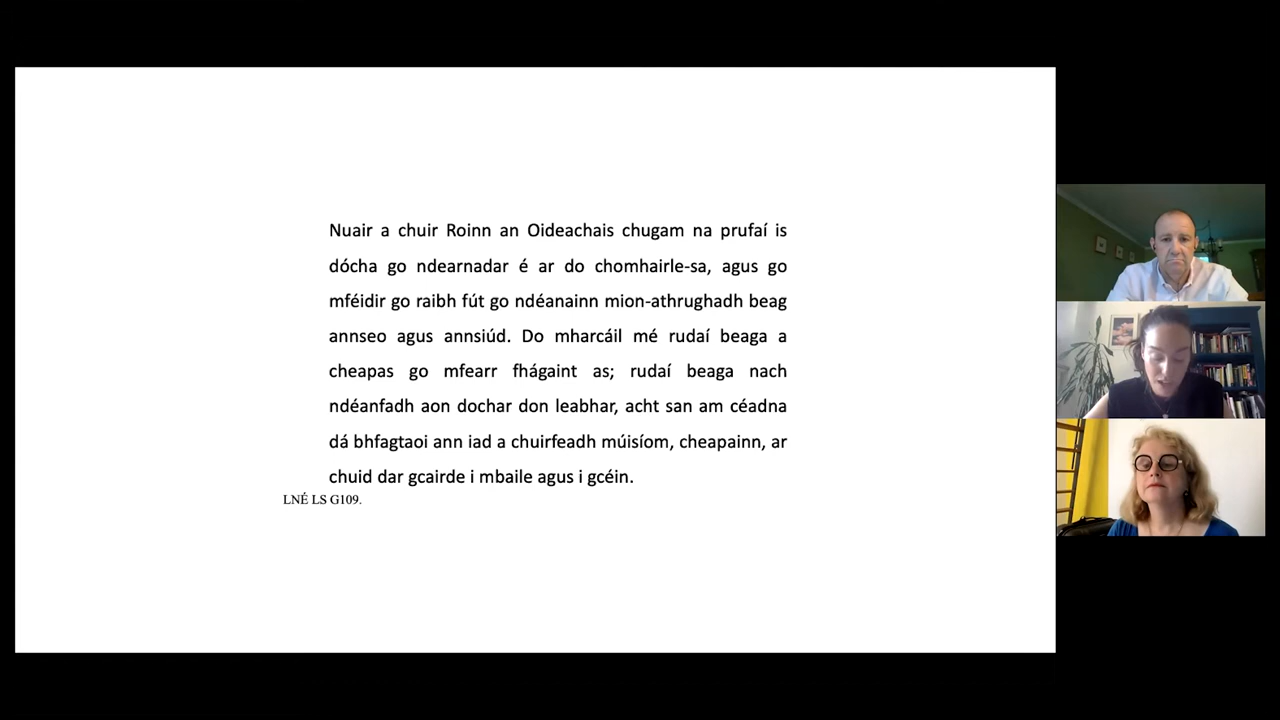 Nuair a chuir Roinn an Oideachais chugam na prufaí is
dócha go ndearnadar é ar do chomhairle-sa, agus go
mféidir go raibh fút go ndéanainn mion-athrughadh beag
annseo agus annsiúd. Do mharcáil mé rudaí beaga a
cheapas go mfearr fhágaint as; rudaí beaga nach
ndéanfadh aon dochar don leabhar, acht san am céadna
dá bhfagtaoi ann iad a chuirfeadh múisíom, cheapainn, ar
chuid dar gcairde i mbaile agus i gcéin.
LNÉ LS G109.